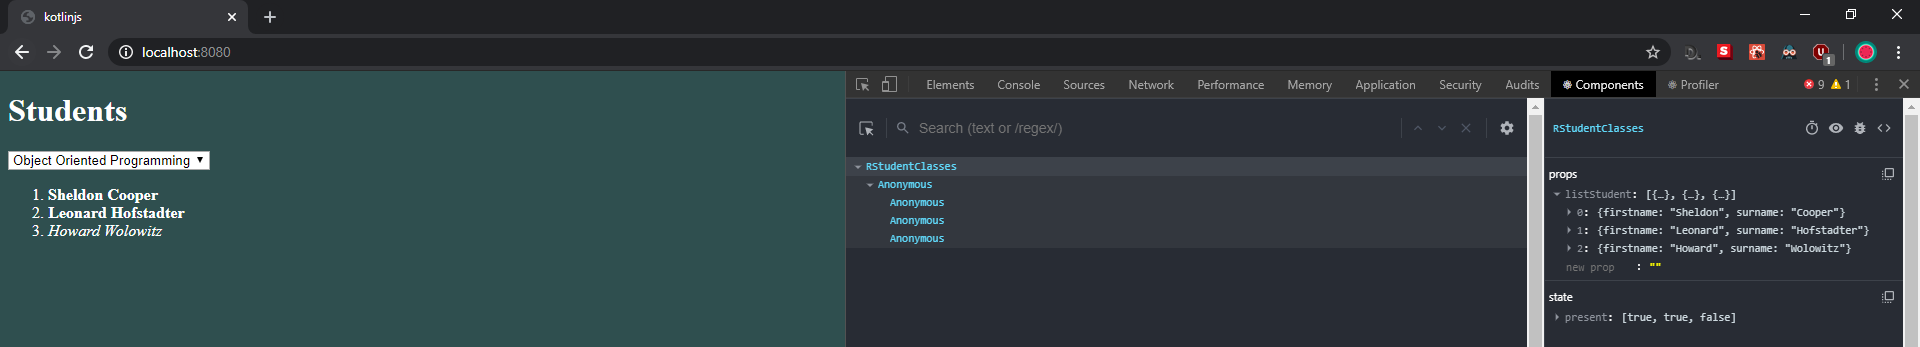 kotlinjs
localhost:8080
1
Students
Object Oriented Programming
1. Sheldon Cooper
2. Leonard Hofstadter
3. Howard Wolowitz
Elements Console Sources Network Performance Memory Application Security Audits Components Profiler 9 1
Search (text or /regex/)
RStudentClasses
Anonymous
Anonymous
Anonymous
Anonymous
RStudentClasses
props
listStudent: [{…}, {…}, {…}]
0: {firstname: "Sheldon", surname: "Cooper"}
1: {firstname: "Leonard", surname: "Hofstadter"}
2: {firstname: "Howard", surname: "Wolowitz"}
new prop : ""
state
present: [true, true, false]